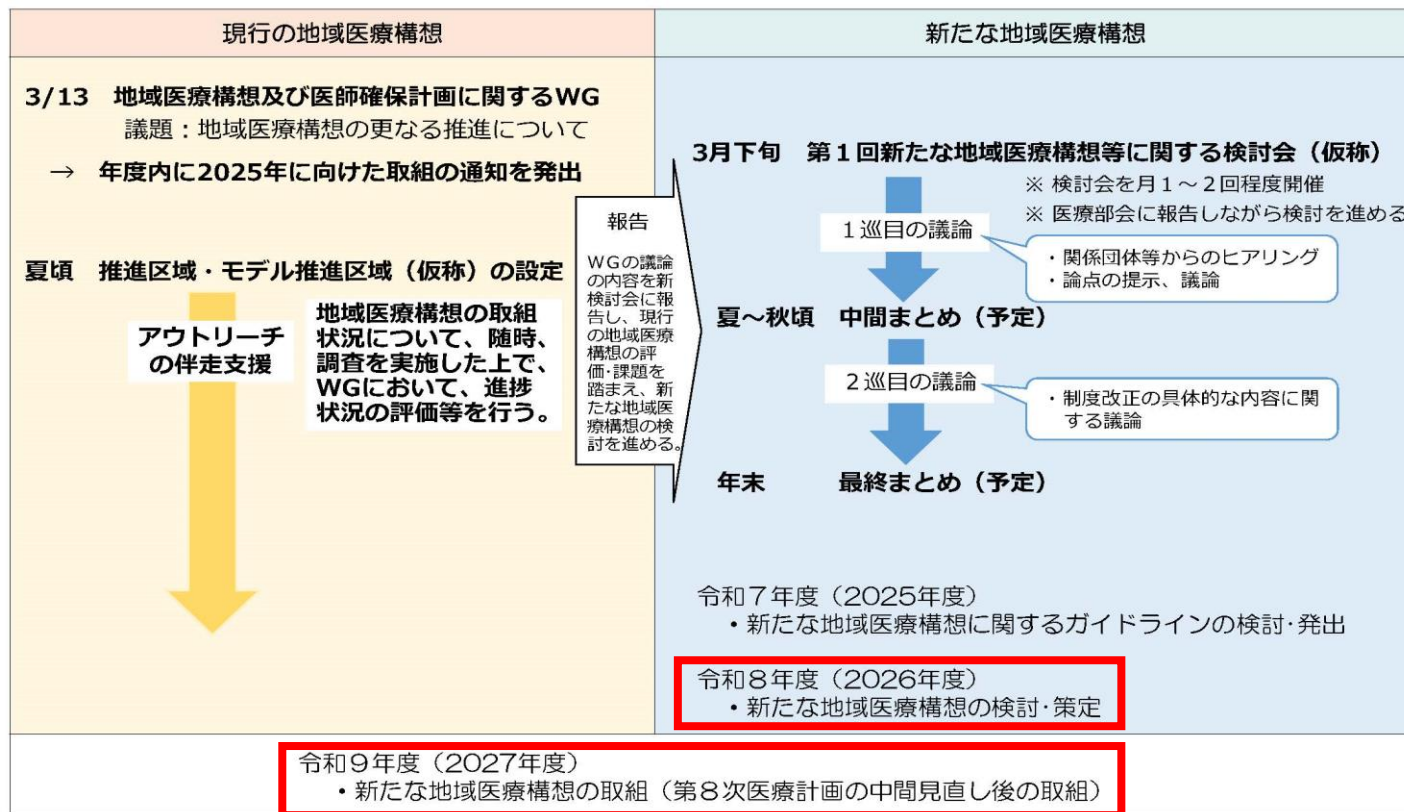 現行の地域医療構想
新たな地域医療構想
3/13 地域医療構想及び医師確保計画に関するWG
議題：地域医療構想の更なる推進について
→ 年度内に2025年に向けた取組の通知を発出
夏頃 推進区域・モデル推進区域（仮称）の設定
アウトリーチ
の伴走支援
地域医療構想の取組
状況について、随時、
調査を実施した上で、
WGにおいて、進捗
状況の評価等を行う。
報告
WGの議論
の内容を新
検討会に報
告し、現行
の地域医療
構想の評
価･課題を
踏まえ、新
たな地域医
療構想の検
討を進める。
3月下旬 第１回新たな地域医療構想等に関する検討会（仮称）
※ 検討会を月１～２回程度開催
※ 医療部会に報告しながら検討を進める
１巡目の議論
・関係団体等からのヒアリング
・論点の提示、議論
夏～秋頃 中間まとめ（予定）
２巡目の議論
・制度改正の具体的な内容に関
する議論
年末 最終まとめ（予定）
令和７年度（2025年度）
・新たな地域医療構想に関するガイドラインの検討･発出
令和８年度（2026年度）
・新たな地域医療構想の検討･策定
令和９年度（2027年度）
・新たな地域医療構想の取組（第８次医療計画の中間見直し後の取組）